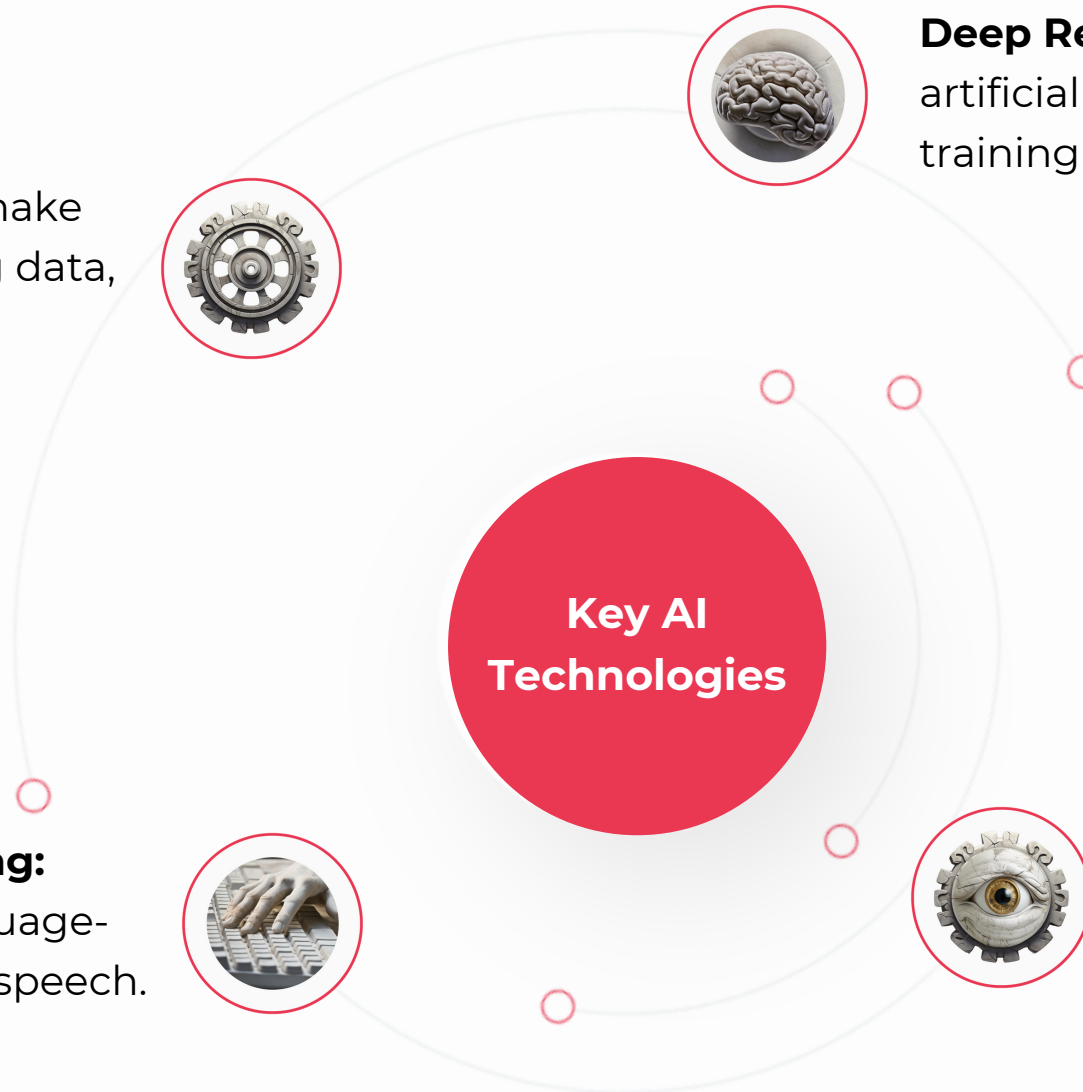 Deep Re
artificial
training
make
g data,
Key AI
Technologies
ng:
uage-
speech.